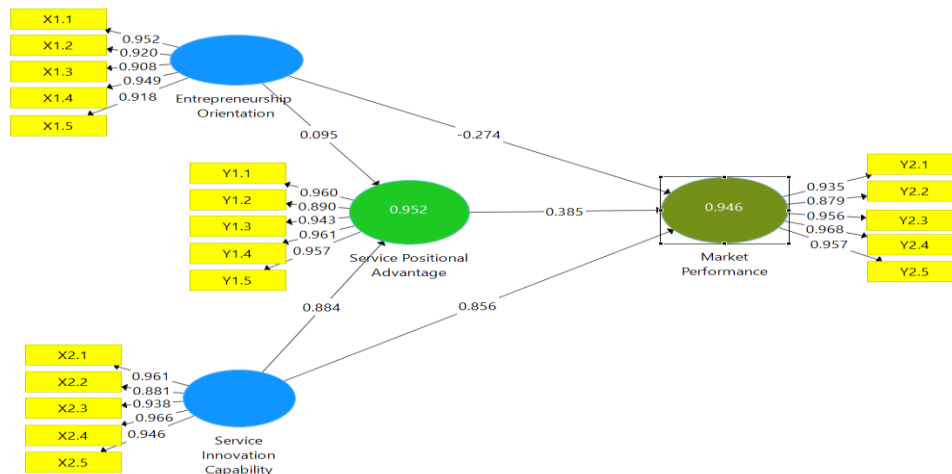 X1.1
X1.2
X1.3
X1.4
X1.5
0.952
0.920
0.908
0.949
0.918
Entrepreneurship
Orientation
0.095
-0.274
Y1.1
Y1.2
Y1.3
Y1.4
Y1.5
0.960
0.890
0.943
0.961
0.957
0.952
Service Positional
Advantage
0.385
0.946
Market
Performance
0.935
0.879
0.956
0.968
0.957
Y2.1
Y2.2
Y2.3
Y2.4
Y2.5
0.884
0.856
X2.1
X2.2
X2.3
X2.4
X2.5
0.961
0.881
0.938
0.966
0.946
Service
Innovation
Capability